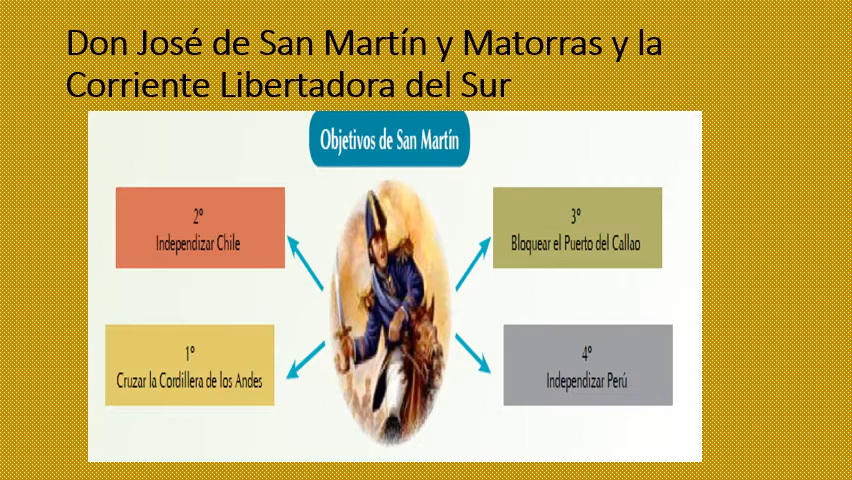 Don José de San Martín y Matorras y la
Corriente Libertadora del Sur
Objetivos de San Martín
2º
Independizar Chile
3º
Bloquear el Puerto del Callao
1º
Cruzar la Cordillera de los Andes
4º
Independizar Perú